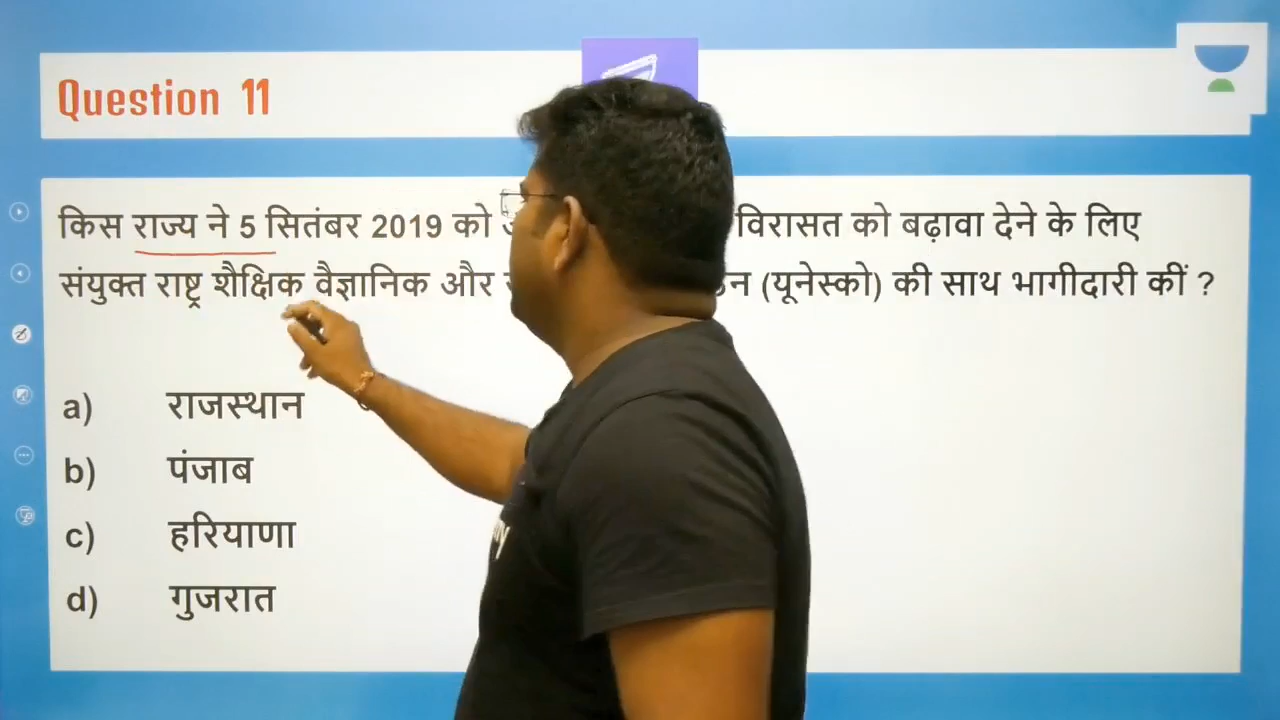 Question 11
किस राज्य ने 5 सितंबर 2019 को विरासत को बढ़ावा देने के लिए
संयुक्त राष्ट्र शैक्षिक वैज्ञानिक और (यूनेस्को) की साथ भागीदारी कीं ?
a) राजस्थान
b) पंजाब
c) हरियाणा
d) गुजरात